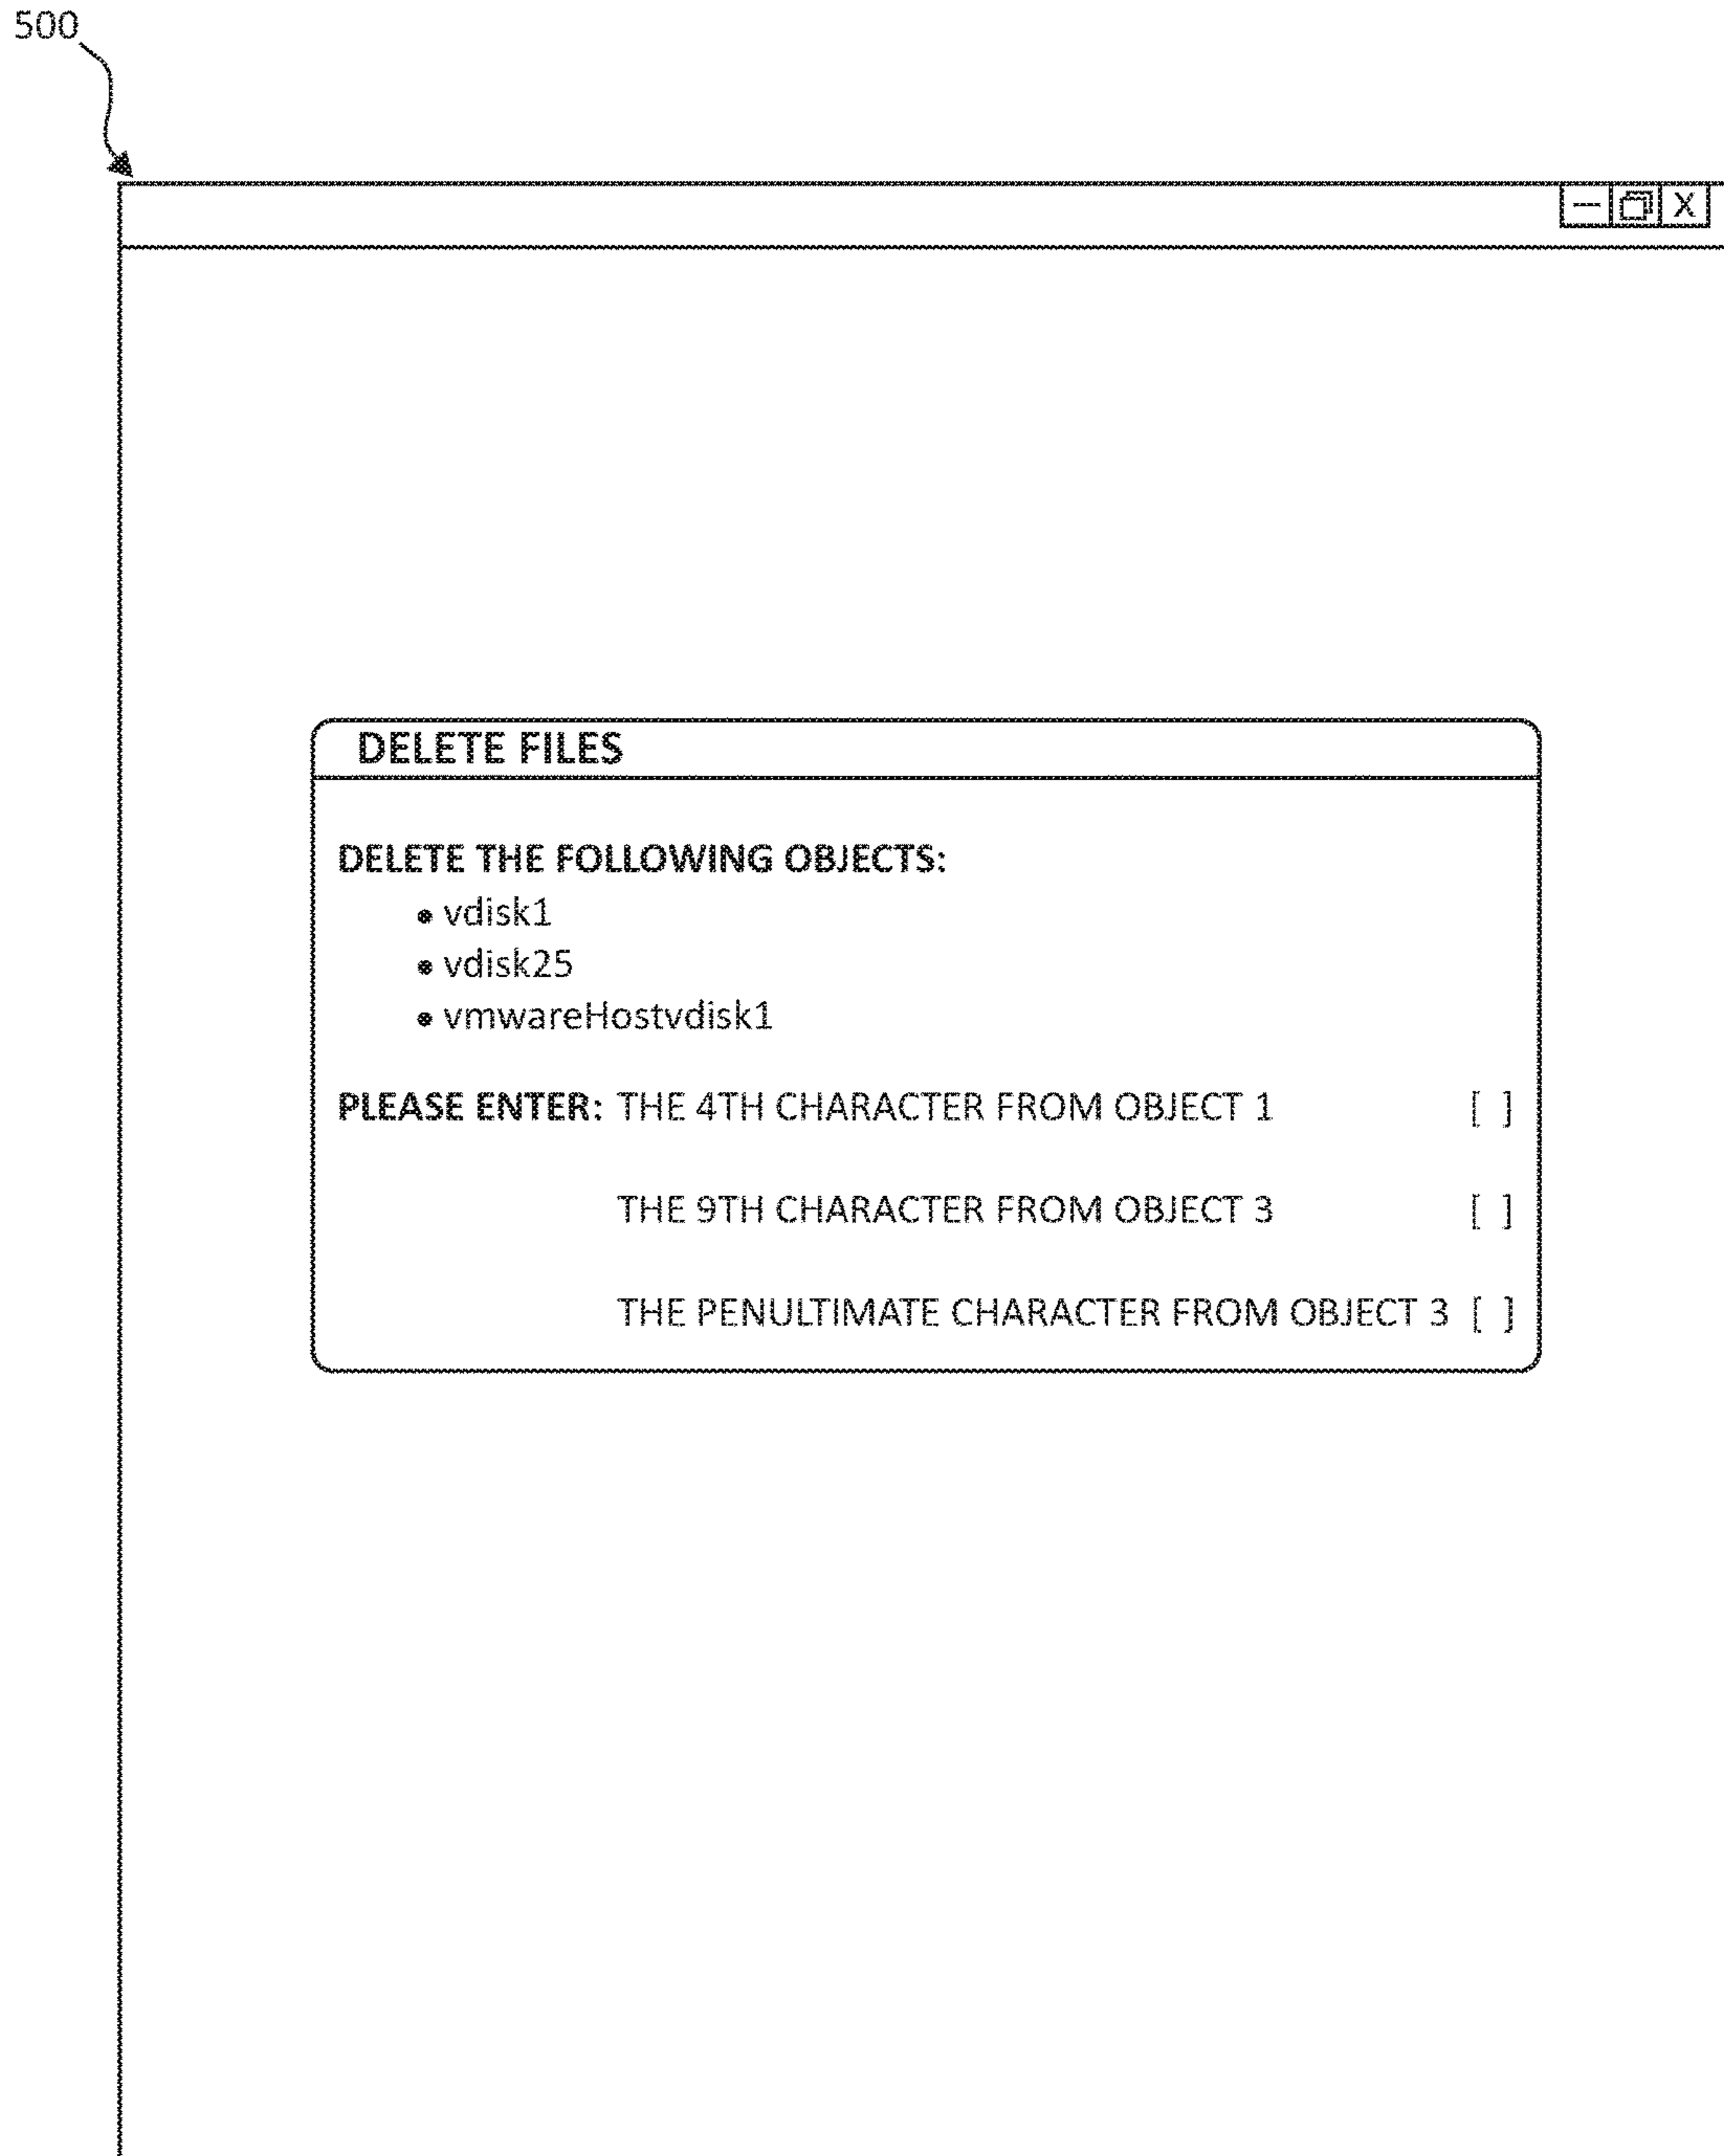 500
X
DELETE FILES
DELETE THE FOLLOWING OBJECTS:
• vdisk1
• vdisk25
• vmwareHostvdisk1
PLEASE ENTER: THE 4TH CHARACTER FROM OBJECT 1 [ ]
THE 9TH CHARACTER FROM OBJECT 3 [ ]
THE PENULTIMATE CHARACTER FROM OBJECT 3 [ ]